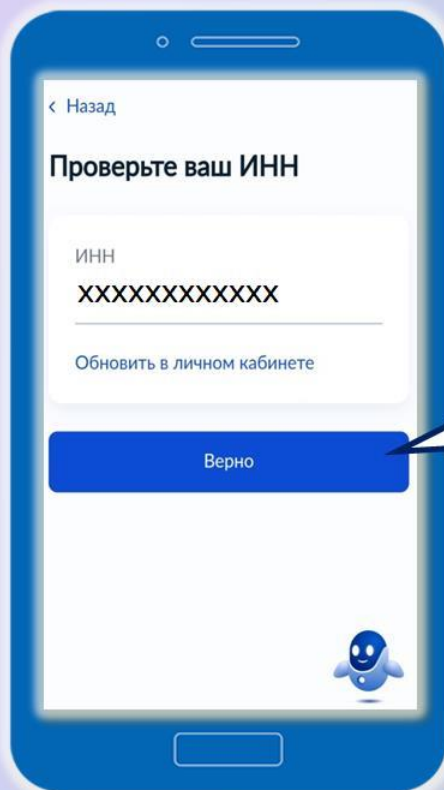 ‹ Назад
Проверьте ваш ИНН
ИНН
XXXXXXXXXXXX
Обновить в личном кабинете
Верно